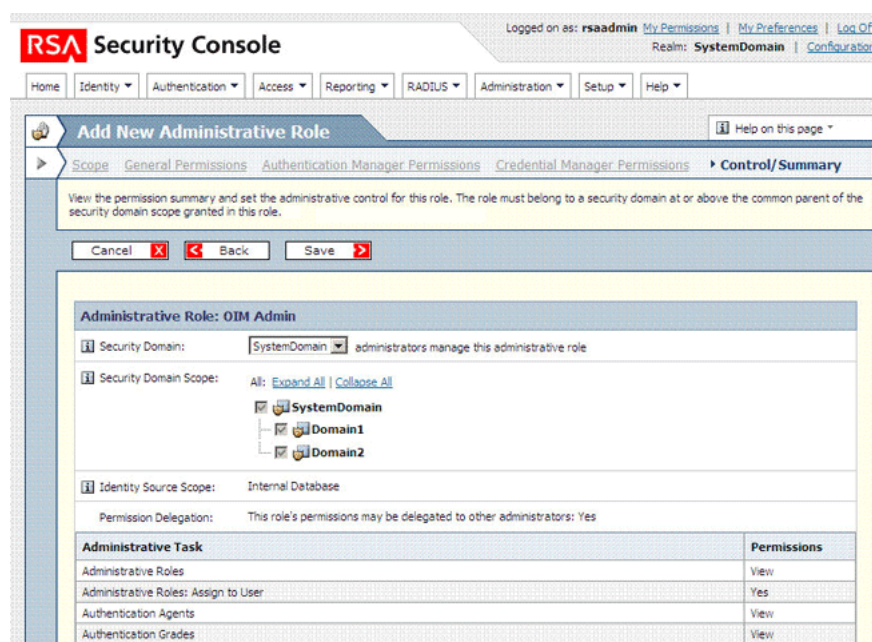 Logged on as: rsaadmin My Permissions | My Preferences | Log Of
RSA Security Console
Realm: SystemDomain | Configuration
Home Identity Authentication Access Reporting RADIUS Administration Setup Help
Add New Administrative Role
Help on this page
Scope General Permissions Authentication Manager Permissions Credential Manager Permissions Control/Summary
View the permission summary and set the administrative control for this role. The role must belong to a security domain at or above the common parent of the
security domain scope granted in this role.
Cancel Back Save
Administrative Role: OIM Admin
Security Domain: SystemDomain administrators manage this administrative role
Security Domain Scope: All: Expand All | Collapse All
SystemDomain
Domain1
Domain2
Identity Source Scope: Internal Database
Permission Delegation: This role's permissions may be delegated to other administrators: Yes
Administrative Task Permissions
Administrative Roles View
Administrative Roles: Assign to User Yes
Authentication Agents View
Authentication Grades View